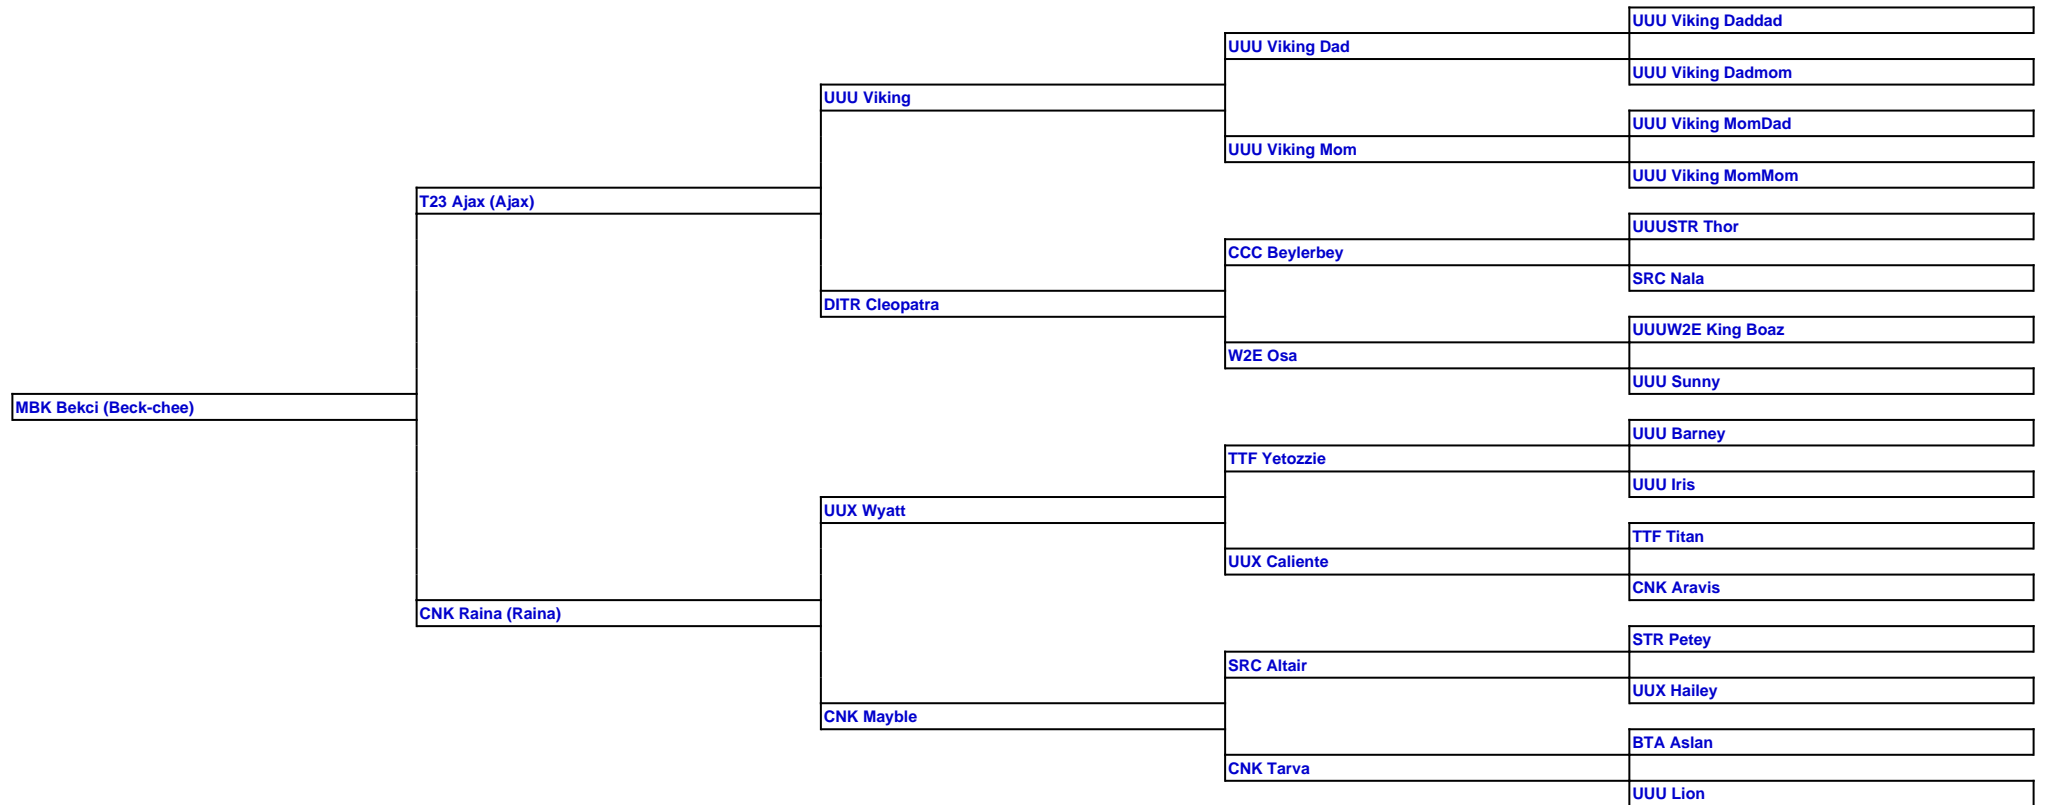 UUU Viking Daddad
UUU Viking Dad
UUU Viking Dadmom
UUU Viking
UUU Viking MomDad
UUU Viking Mom
UUU Viking MomMom
T23 Ajax (Ajax)
UUUSTR Thor
CCC Beylerbey
SRC Nala
DITR Cleopatra
UUUW2E King Boaz
W2E Osa
UUU Sunny
MBK Bekci (Beck-chee)
UUU Barney
TTF Yetozzie
UUU Iris
UUX Wyatt
TTF Titan
UUX Caliente
CNK Aravis
CNK Raina (Raina)
STR Petey
SRC Altair
UUX Hailey
CNK Mayble
BTA Aslan
CNK Tarva
UUU Lion